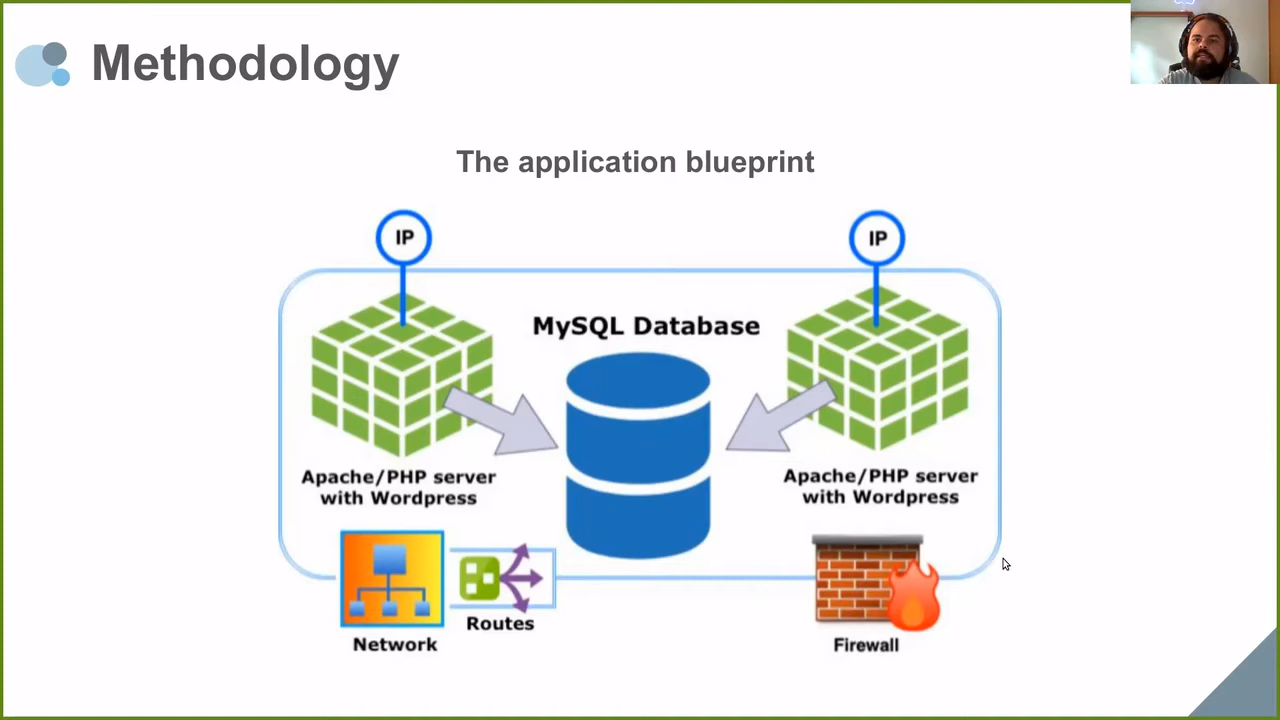 Methodology
The application blueprint
IP
IP
MySQL Database
Apache/PHP server
with Wordpress
Apache/PHP server
with Wordpress
Routes
Network
Firewall